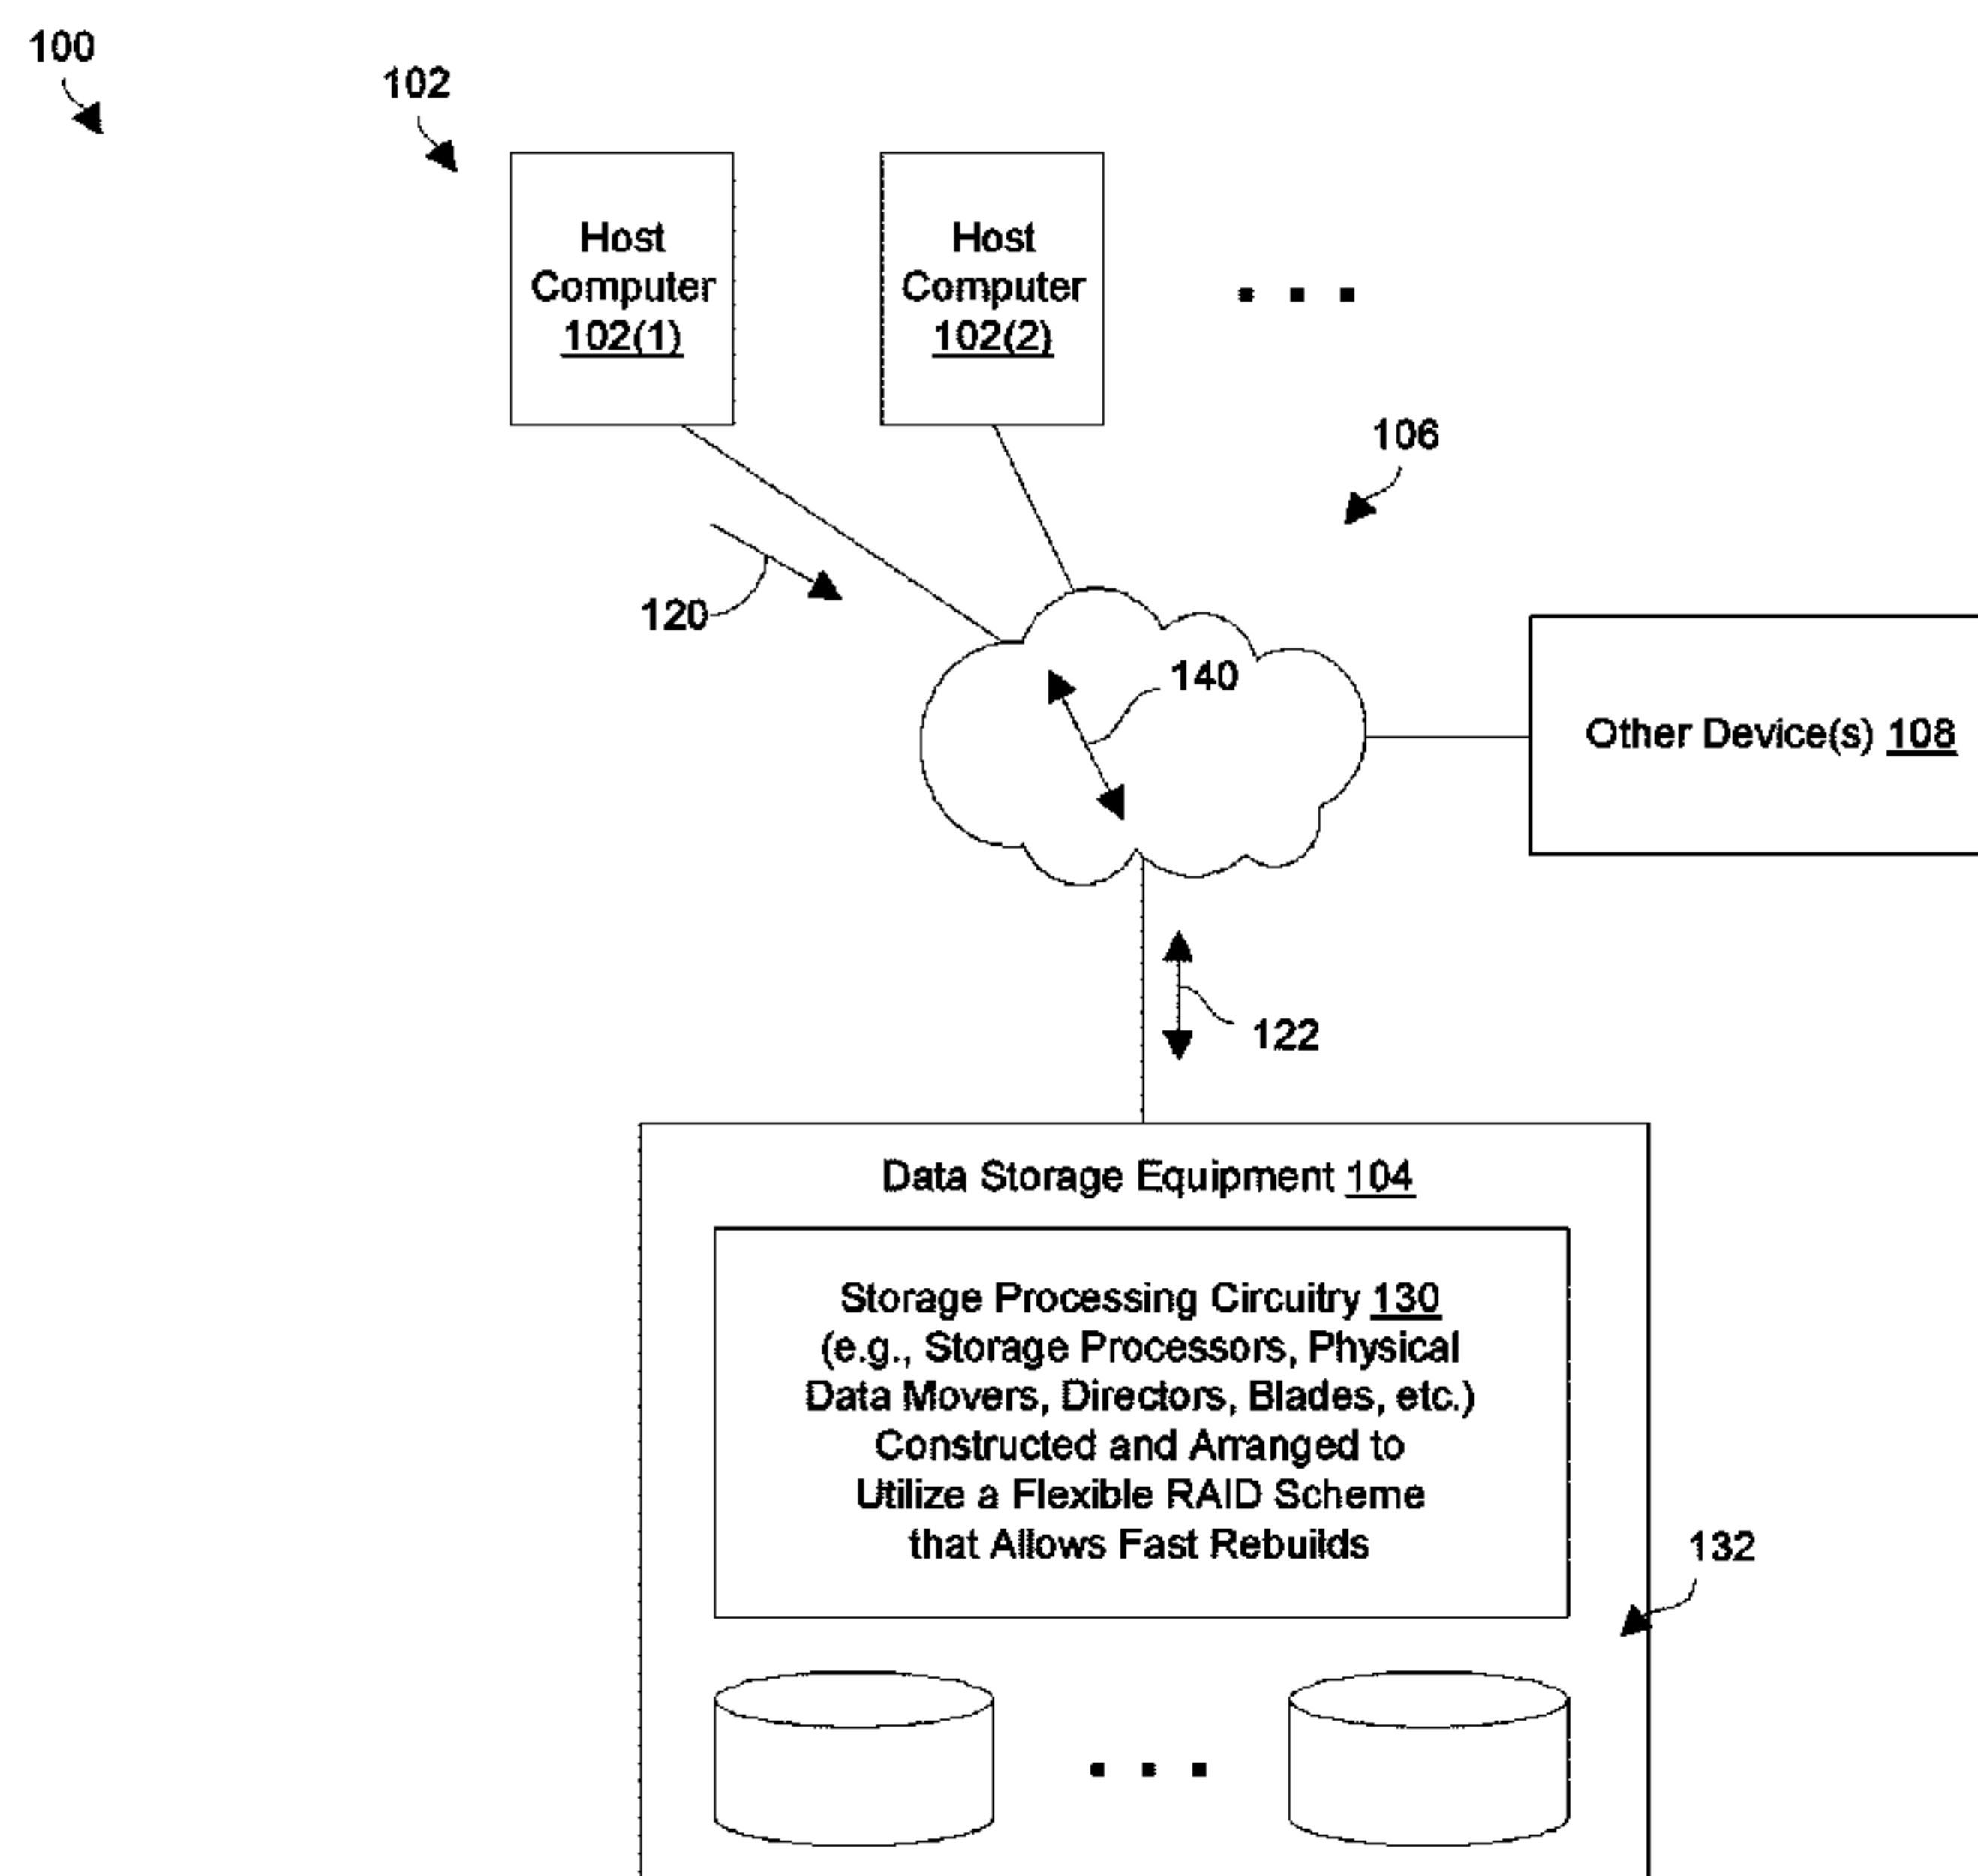 100
102
Host
Computer
102(1)
Host
Computer
102(2)
106
120
140
Other Device(s) 108
122
Data Storage Equipment 104
Storage Processing Circuitry 130
(e.g., Storage Processors, Physical
Data Movers, Directors, Blades, etc.)
Constructed and Arranged to
Utilize a Flexible RAID Scheme
that Allows Fast Rebuilds
132